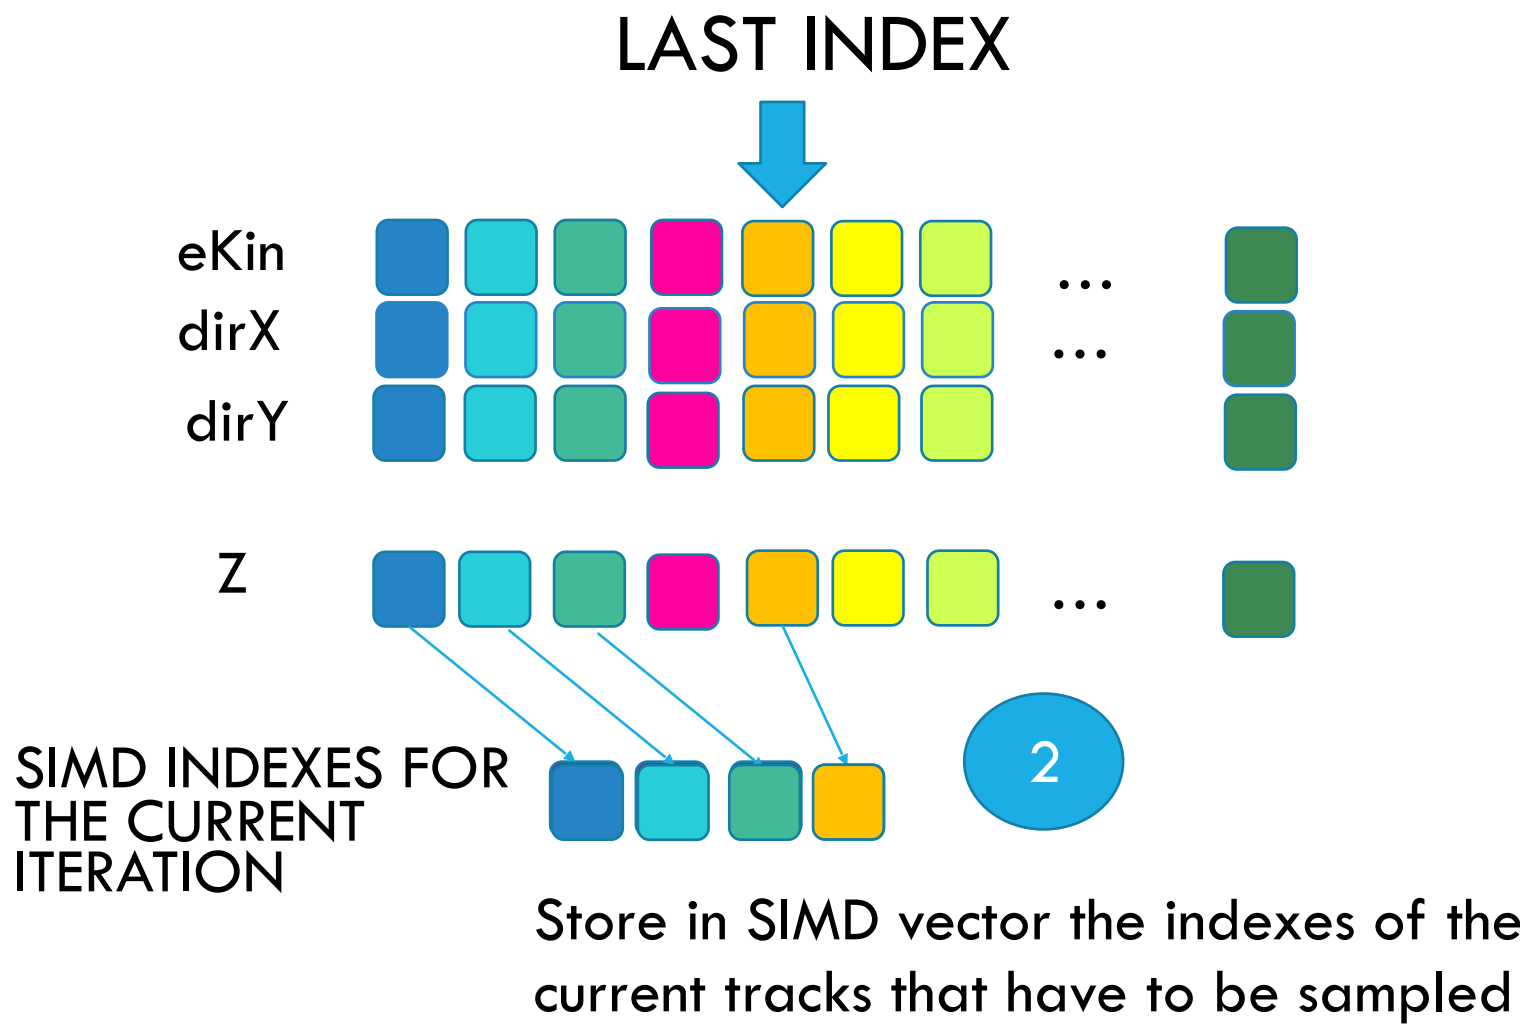 LAST INDEX
eKin
...
dirX
...
dirY
Z
...
SIMD INDEXES FOR
THE CURRENT
ITERATION
2
Store in SIMD vector the indexes of the
current tracks that have to be sampled